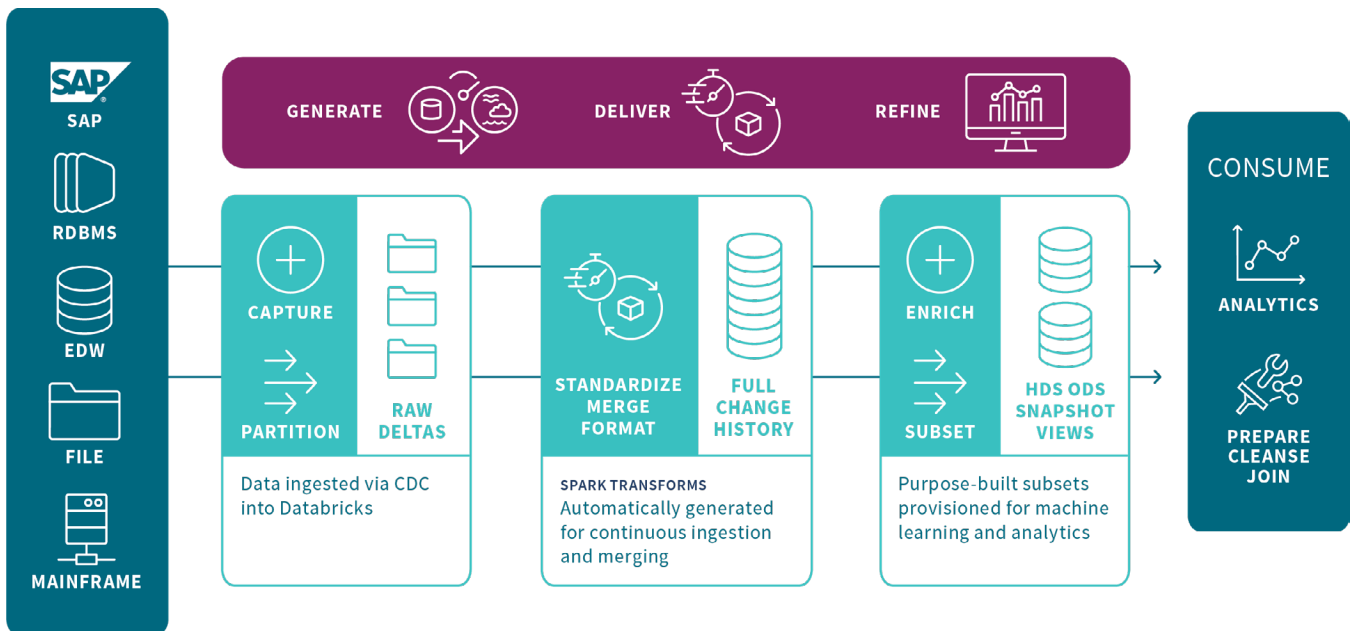 SAP
®
SAP
RDBMS
EDW
FILE
MAINFRAME
GENERATE
DELIVER
REFINE
CAPTURE
PARTITION
RAW
DELTAS
Data ingested via CDC
into Databricks
STANDARDIZE
MERGE
FORMAT
FULL
CHANGE
HISTORY
SPARK TRANSFORMS
Automatically generated
for continuous ingestion
and merging
ENRICH
SUBSET
HDS ODS
SNAPSHOT
VIEWS
Purpose-built subsets
provisioned for machine
learning and analytics
CONSUME
ANALYTICS
PREPARE
CLEANSE
JOIN